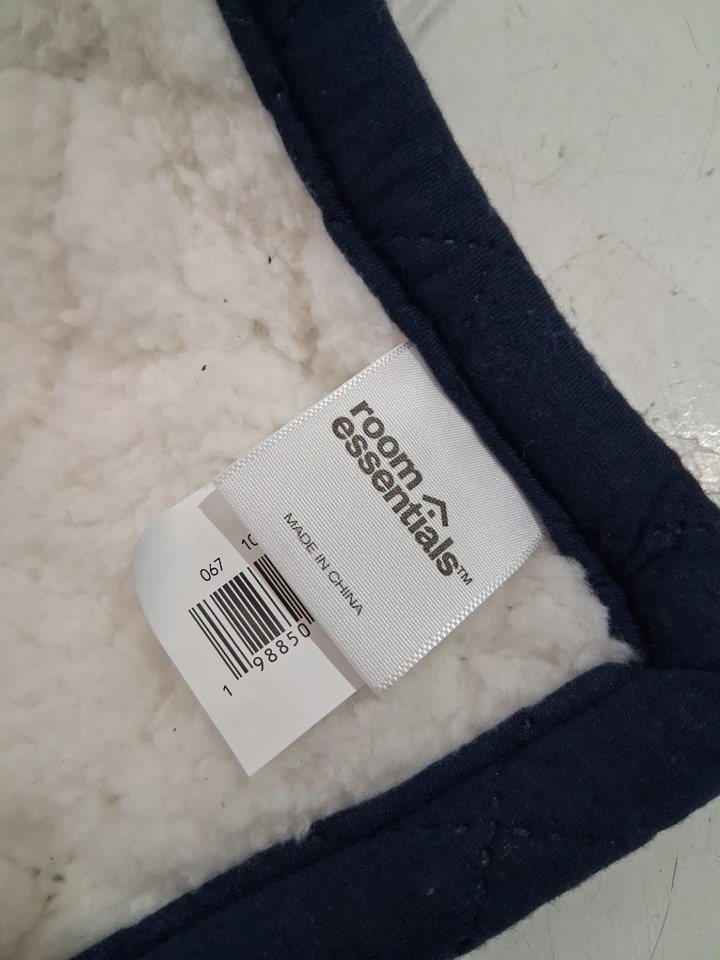 room
essentials™
MADE IN CHINA
067 10
1 98850